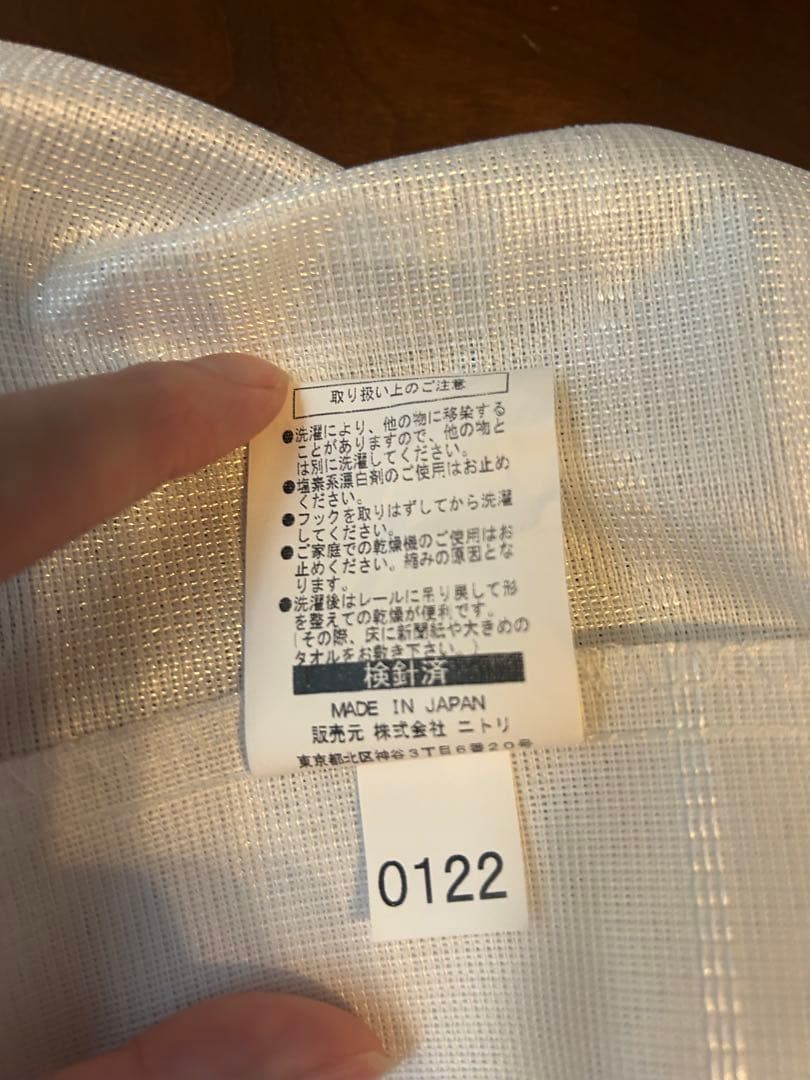 取り扱い上のご注意
●洗濯により、他の物に移染する
ことがありますので、他の物と
は別に洗濯してください。
●塩素系漂白剤のご使用はお止め
ください。
●フックを取りはずしてから洗濯
してください。
●ご家庭での乾燥機のご使用はお
止めください。縮みの原因とな
ります。
●洗濯後はレールに吊り戻して形
を整えての乾燥が便利です。
(その際、床に新聞紙や大きめの
タオルをお敷き下さい。)
検針済
MADE IN JAPAN
販売元 株式会社 ニトリ
東京都北区神谷3丁目6番20号
0122